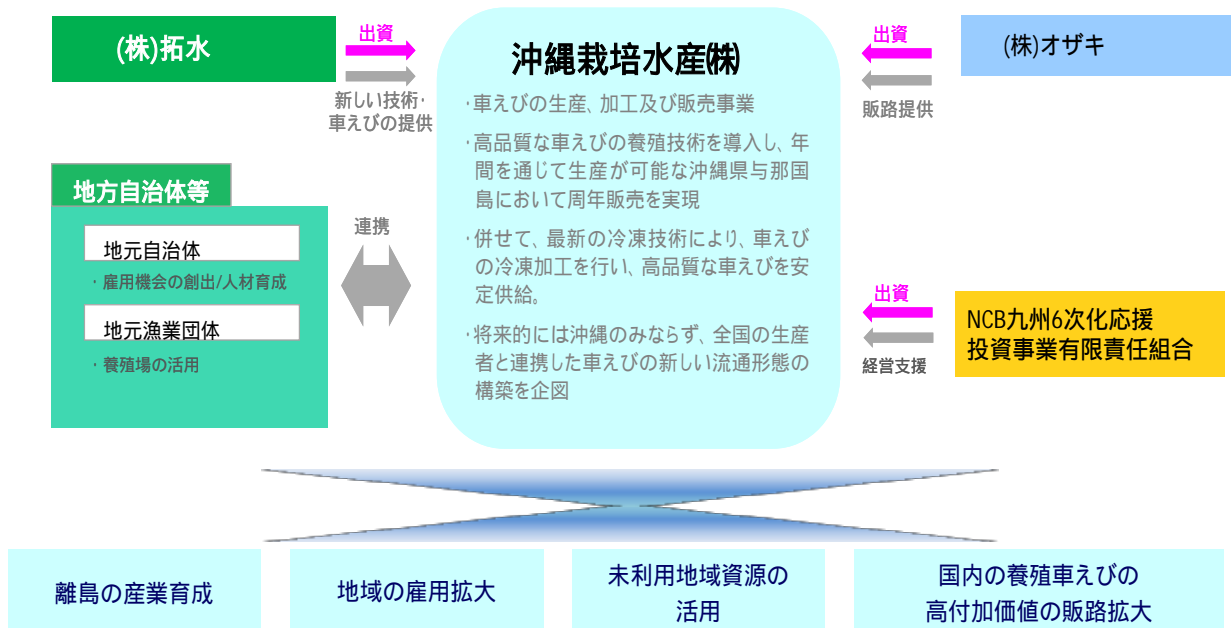 (株)拓水
出資
新しい技術・
車えびの提供
地方自治体等
地元自治体
・雇用機会の創出/人材育成
地元漁業団体
・養殖場の活用
連携
沖縄栽培水産㈱
・車えびの生産、加工及び販売事業
・高品質な車えびの養殖技術を導入し、年
間を通じて生産が可能な沖縄県与那国
島において周年販売を実現
・併せて、最新の冷凍技術により、車えび
の冷凍加工を行い、高品質な車えびを安
定供給。
・将来的には沖縄のみならず、全国の生産
者と連携した車えびの新しい流通形態の
構築を企図
出資
販路提供
(株)オザキ
出資
経営支援
NCB九州6次化応援
投資事業有限責任組合
離島の産業育成
地域の雇用拡大
未利用地域資源の
活用
国内の養殖車えびの
高付加価値の販路拡大